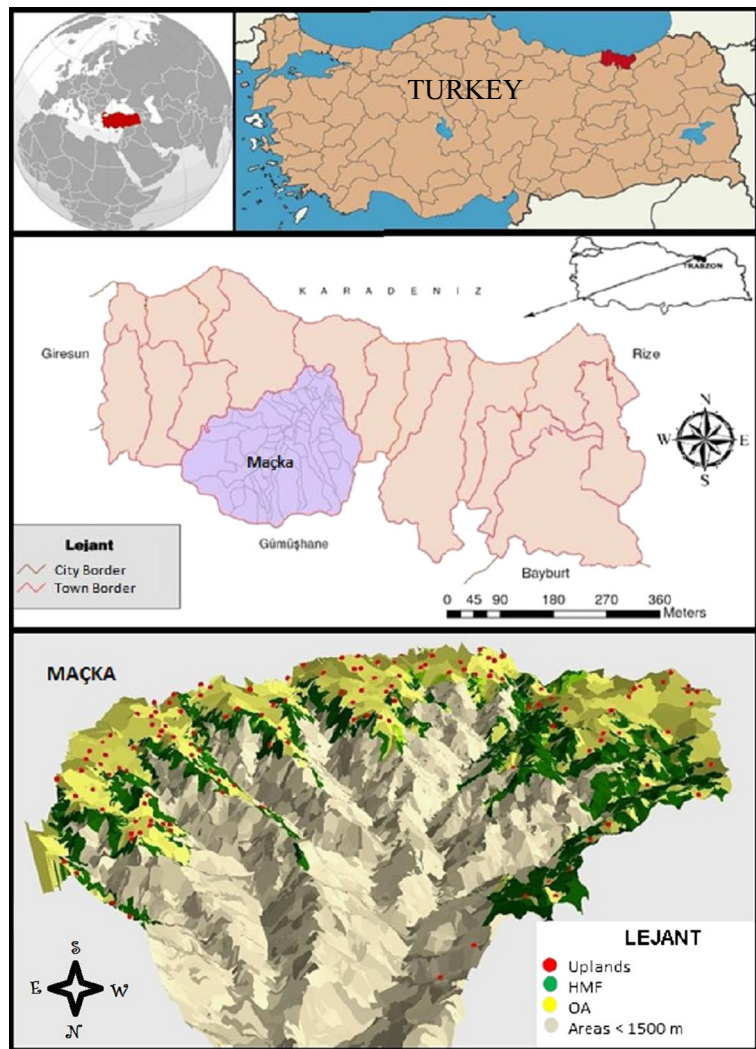 TURKEY
TRABZON
K A R A D E N I Z
Giresun
Rize
N
W E
S
Maçka
Lejant
City Border
Town Border
Gümüşhane
Bayburt
0 45 90 180 270 360
Meters
MAÇKA
S
E W
N
LEJANT
Uplands
HMF
OA
Areas < 1500 m